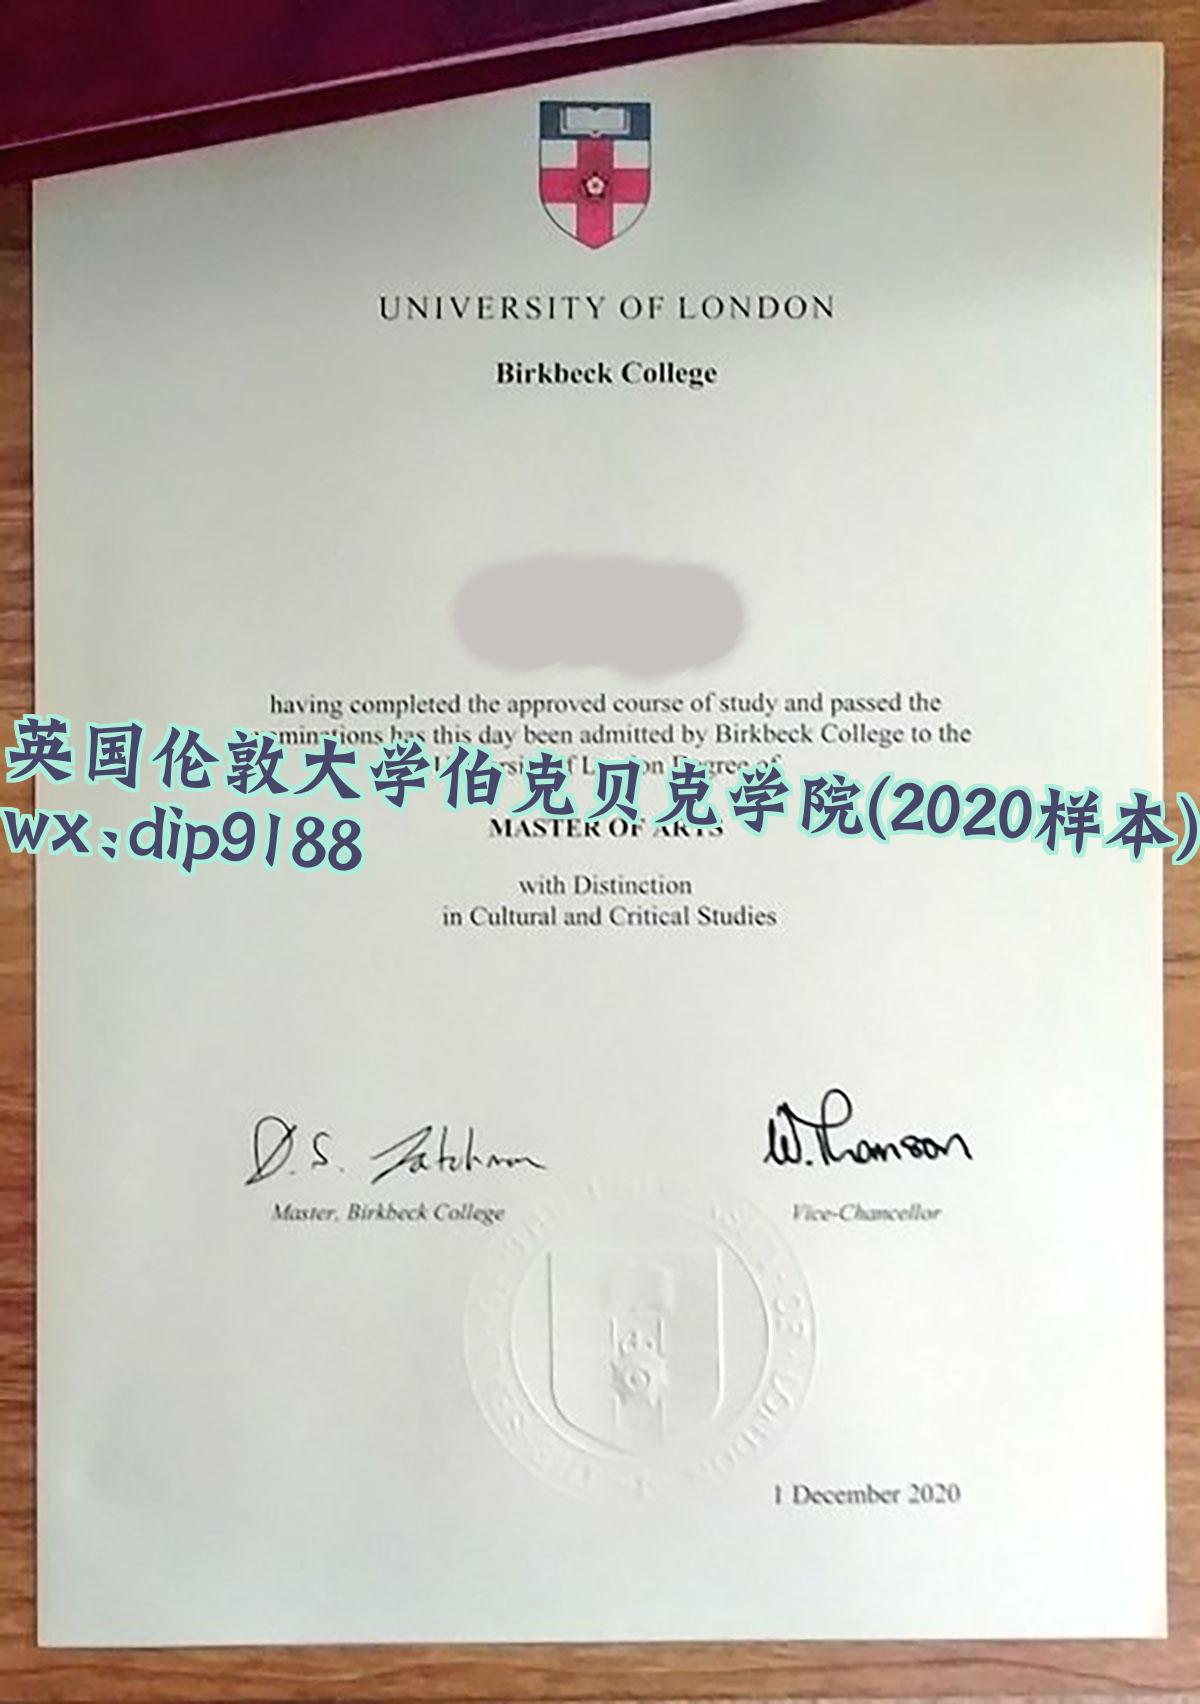 UNIVERSITY OF LONDON
Birkbeck College
having completed the approved course of study and passed the
has this day been admitted by Birkbeck College to the
of
英国伦敦大学伯克贝克学院(2020样本)
wx:dip9188
MASTER OF ARTS
with Distinction
in Cultural and Critical Studies
D.S. Latchman
W. Thomson
Master, Birkbeck College
Vice-Chancellor
1 December 2020